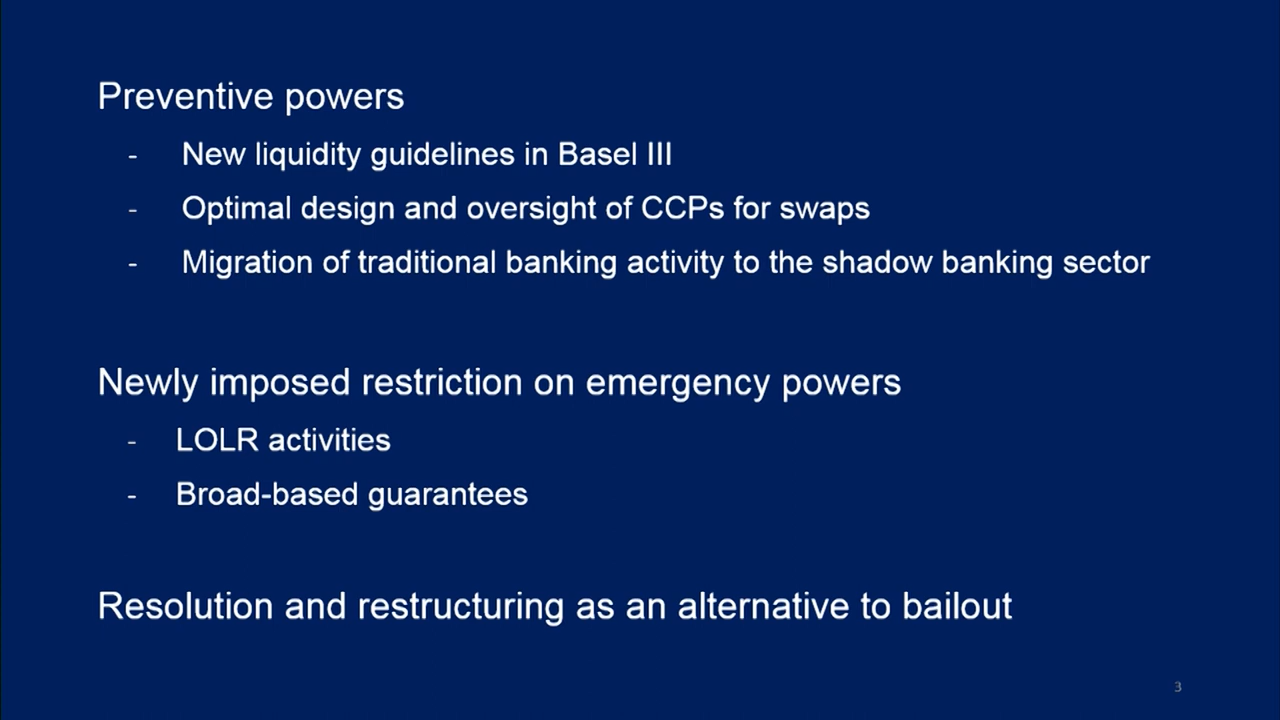 Preventive powers
- New liquidity guidelines in Basel III
- Optimal design and oversight of CCPs for swaps
- Migration of traditional banking activity to the shadow banking sector
Newly imposed restriction on emergency powers
- LOLR activities
- Broad-based guarantees
Resolution and restructuring as an alternative to bailout
3